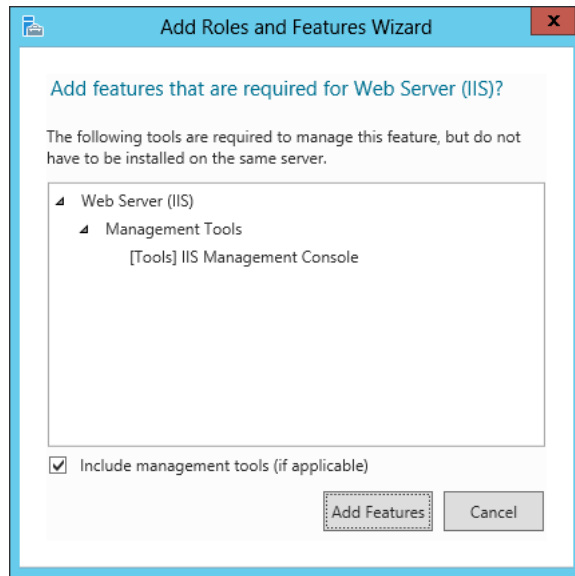 Add Roles and Features Wizard
x
Add features that are required for Web Server (IIS)?
The following tools are required to manage this feature, but do not
have to be installed on the same server.
Web Server (IIS)
Management Tools
[Tools] IIS Management Console
Include management tools (if applicable)
Add Features
Cancel